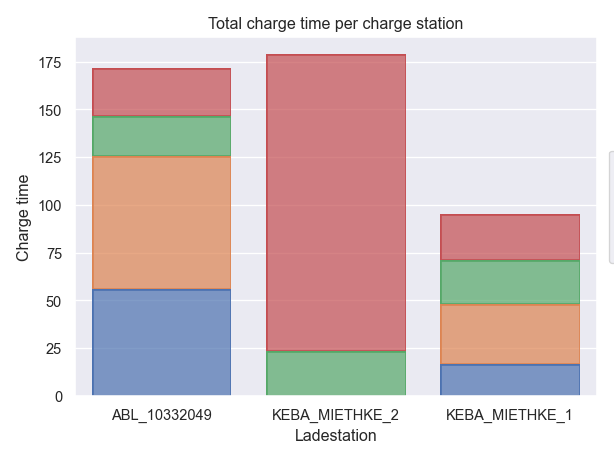 Total charge time per charge station
175
150
125
100
75
50
25
0
Charge time
ABL_10332049 KEBA_MIETHKE_2 KEBA_MIETHKE_1
Ladestation